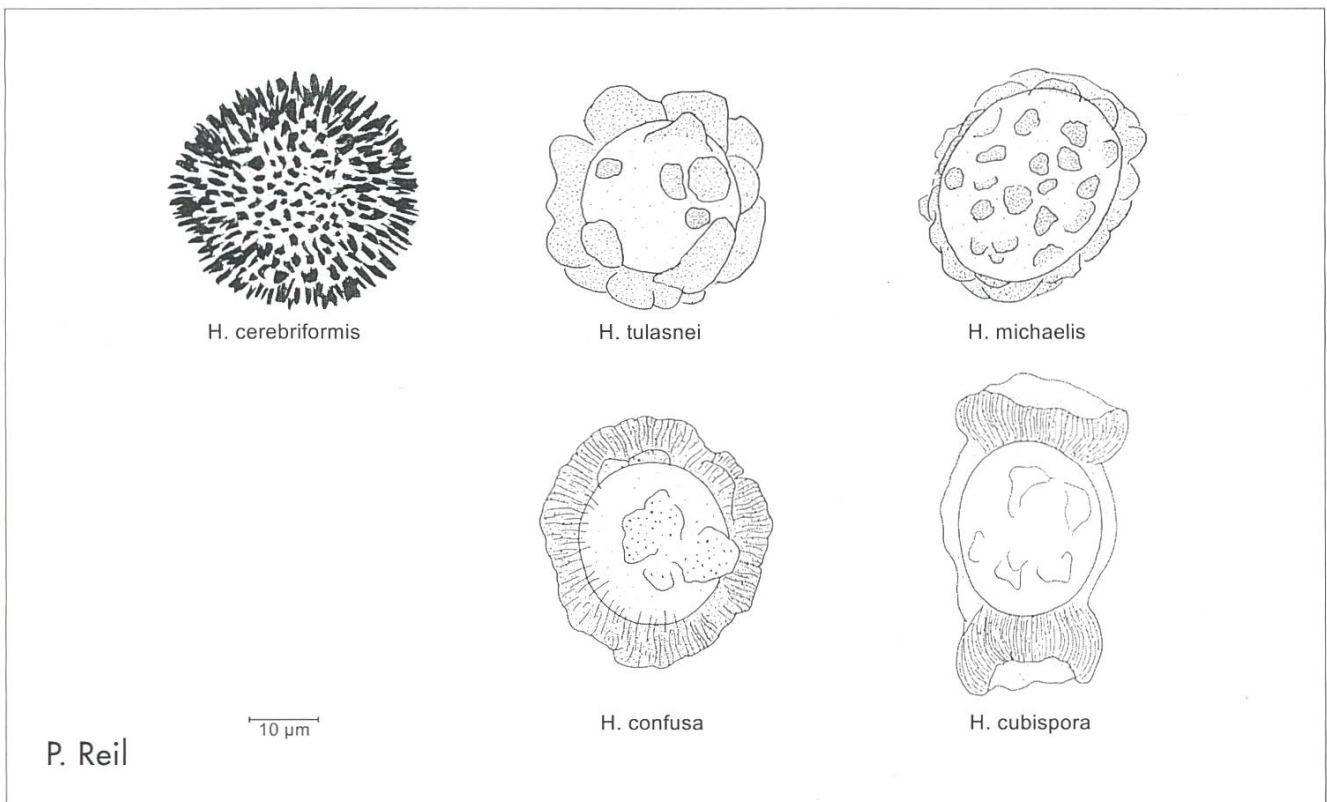 H. cerebriformis
H. tulasnei
H. michaelis
H. confusa
H. cubispora
10 µm
P. Reil